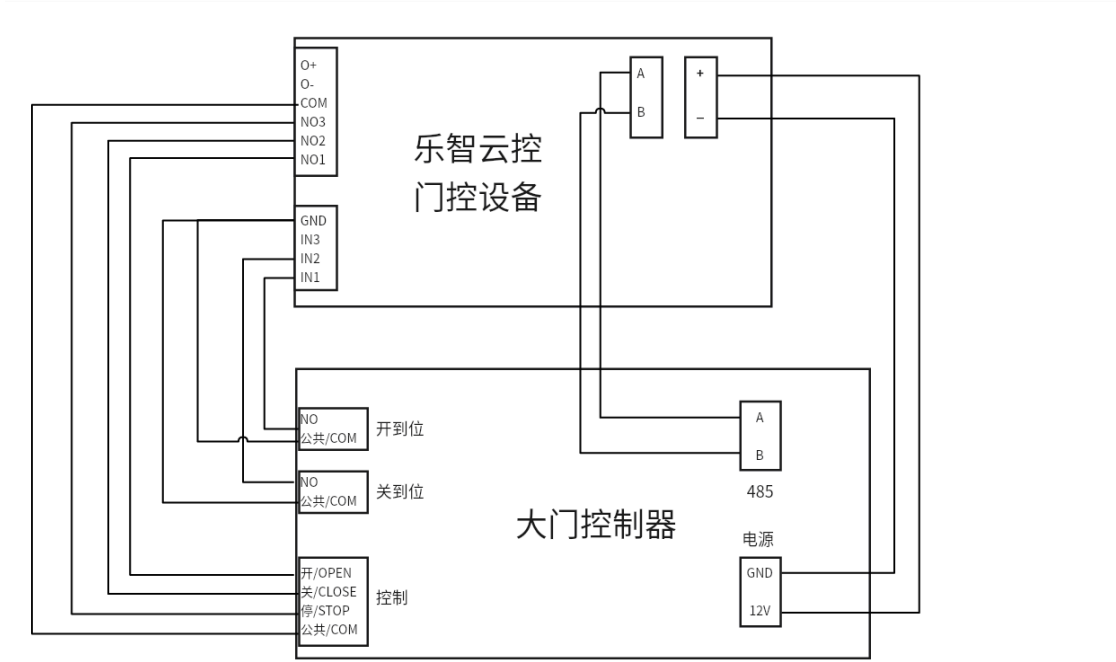 O+
O-
COM
NO3
NO2
NO1
GND
IN3
IN2
IN1
乐智云控
门控设备
A
B
+
−
NO
公共/COM
开到位
NO
公共/COM
关到位
开/OPEN
关/CLOSE
停/STOP
公共/COM
控制
大门控制器
A
B
485
电源
GND
12V